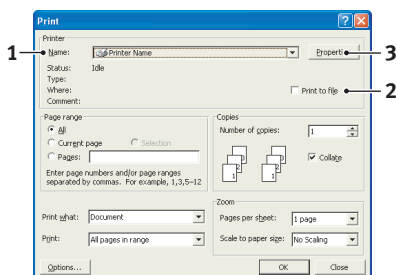 Print
Printer
1 Name: Printer Name Properti 3
Status: Idle
Type:
Where: Print to file 2
Comment:
Page range
All
Current page Selection
Pages:
Enter page numbers and/or page ranges
separated by commas. For example, 1,3,5–12
Copies
Number of copies: 1
Collate
Print what: Document
Print: All pages in range
Zoom
Pages per sheet: 1 page
Scale to paper size: No Scaling
Options... OK Close